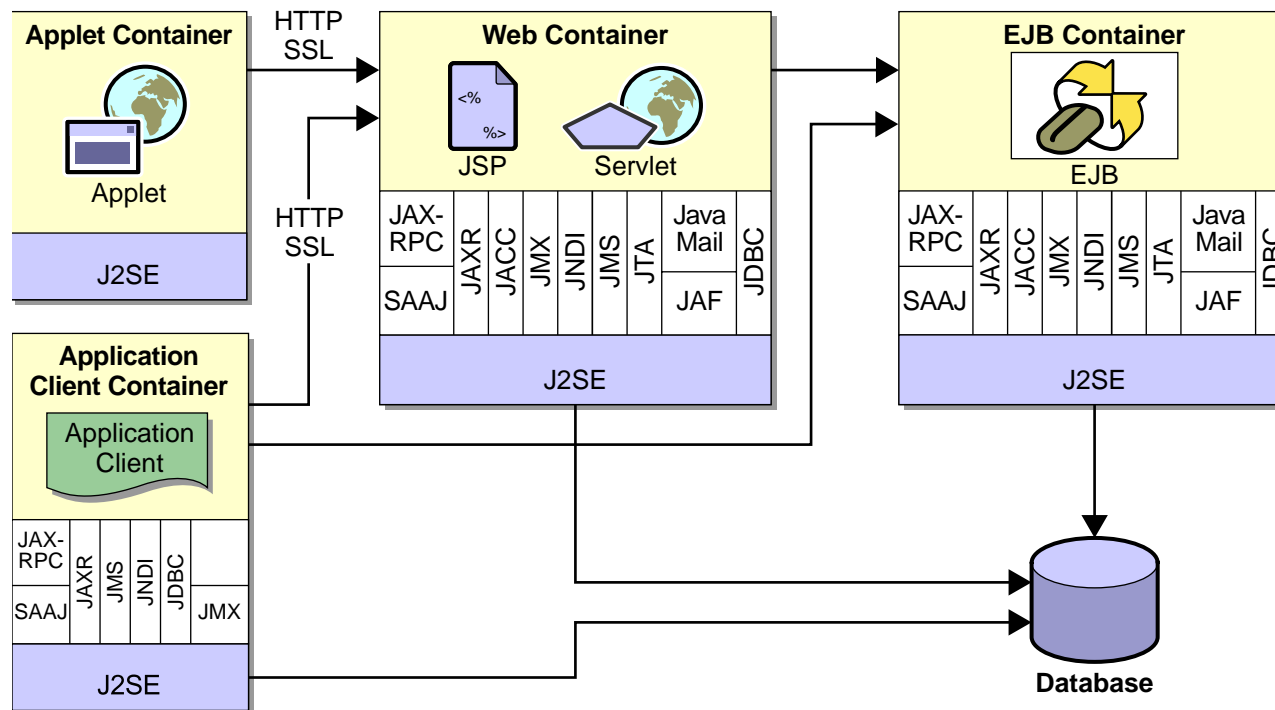 Applet Container
Applet
J2SE
HTTP
SSL
HTTP
SSL
Web Container
<%
%>
JSP
Servlet
JAX-
RPC
SAAJ
JAXR
JACC
JMX
JNDI
JMS
JTA
Java
Mail
JAF
JDBC
J2SE
EJB Container
EJB
JAX-
RPC
SAAJ
JAXR
JACC
JMX
JNDI
JMS
JTA
Java
Mail
JAF
JDBC
J2SE
Application
Client Container
Application
Client
JAX-
RPC
SAAJ
JAXR
JMS
JNDI
JDBC
JMX
J2SE
Database